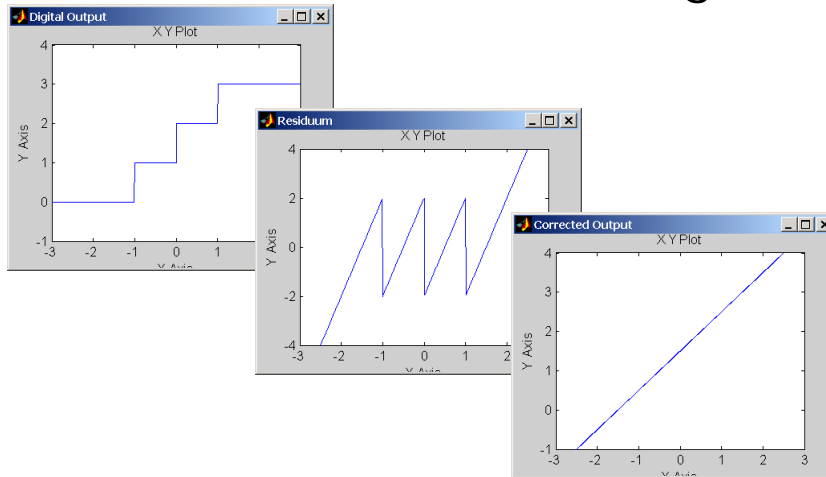 g
Digital Output
X Y Plot
4
3
2
1
0
-1
Y Axis
-3 -2 -1 0 1
Residuum
X Y Plot
4
2
0
-2
-4
Y Axis
-3 -2 -1 0 1 2
Corrected Output
X Y Plot
4
3
2
1
0
-1
Y Axis
-3 -2 -1 0 1 2 3